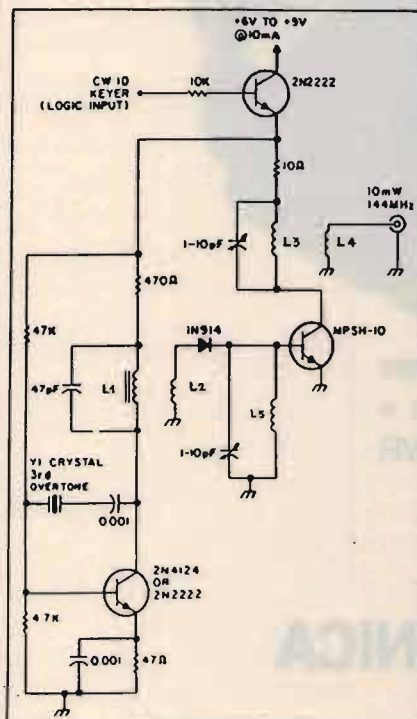 +6V TO +9V
@10mA
CW ID
KEYER
(LOGIC INPUT)
10K
2N2222
10Ω
10mW
144MHz
1-10pF
L3
L4
470Ω
47K
1N914
MPSH-10
47pF
L1
L2
L5
1-10pF
Y1 CRYSTAL
3rd
OVERTONE
0.001
2N4124
OR
2N2222
4.7K
0.001
47Ω
NICA